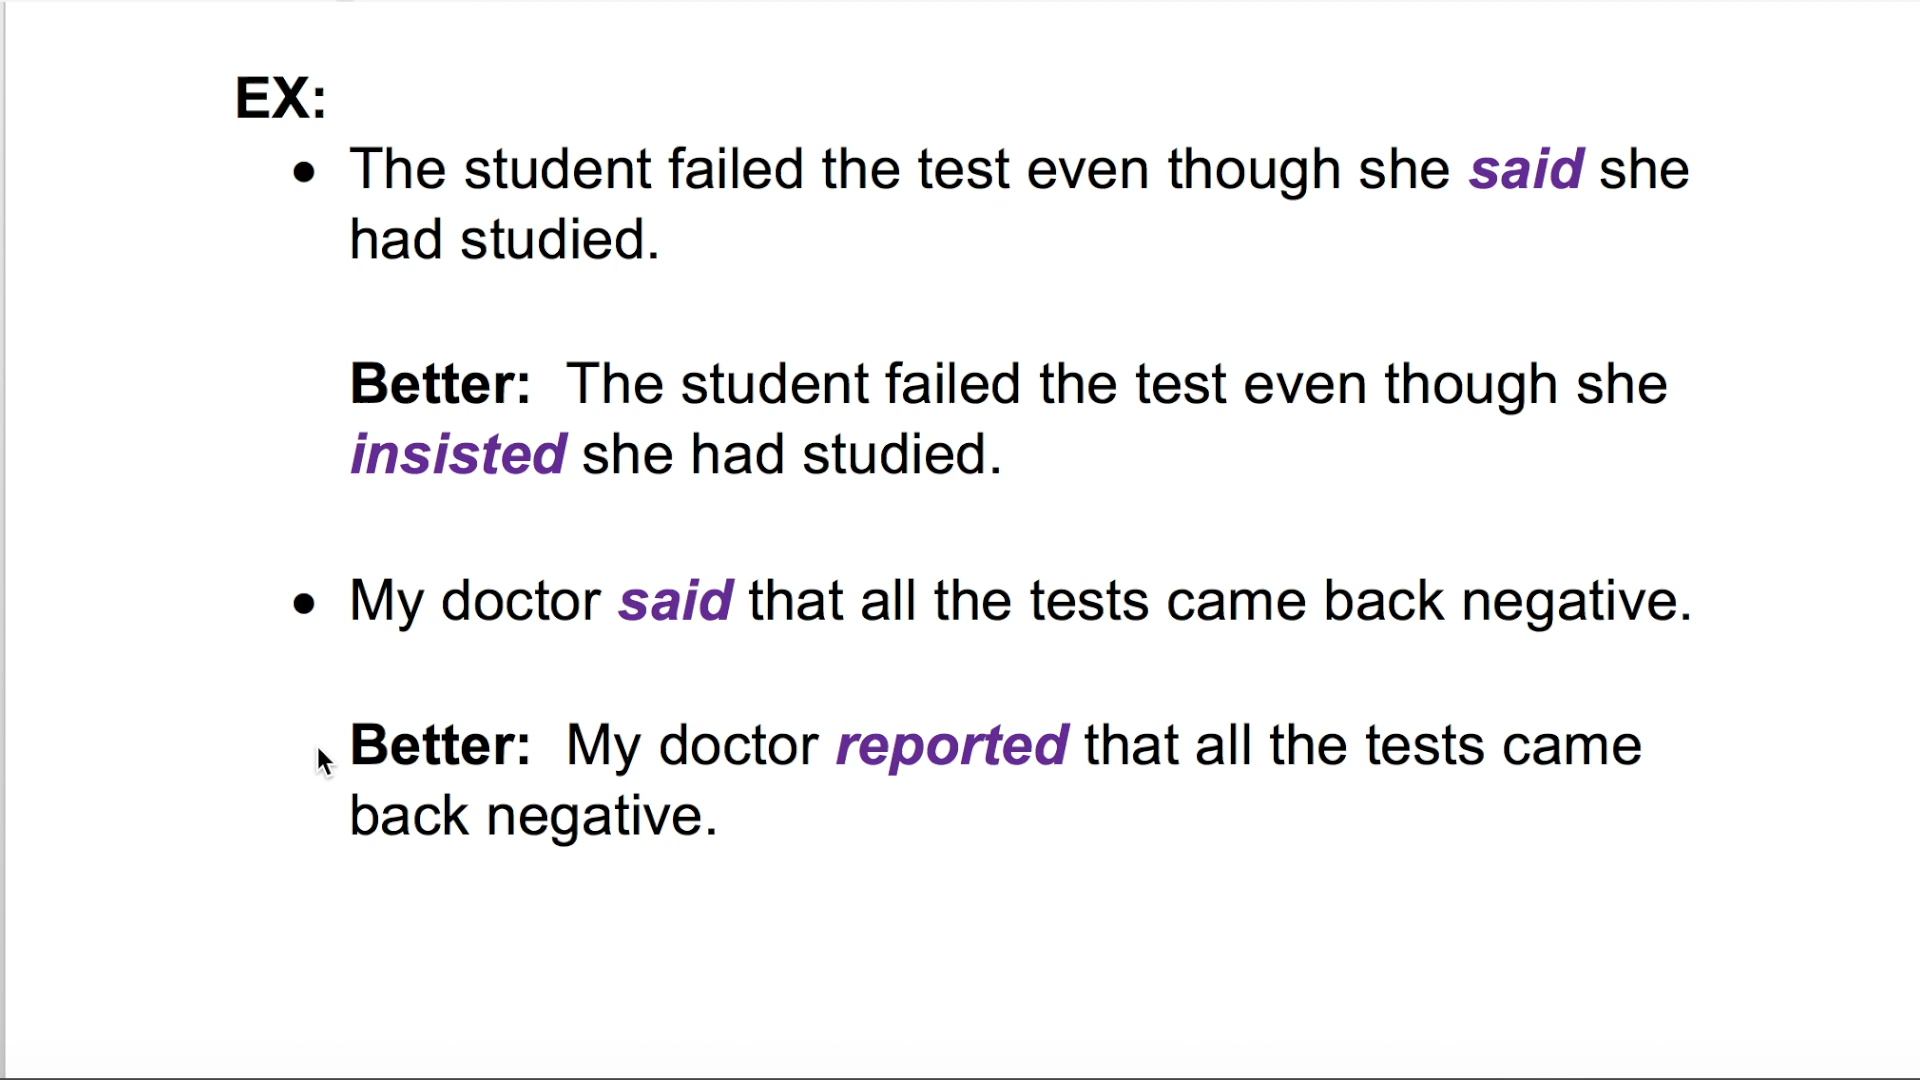 EX:
• The student failed the test even though she said she
had studied.
Better: The student failed the test even though she
insisted she had studied.
• My doctor said that all the tests came back negative.
Better: My doctor reported that all the tests came
back negative.